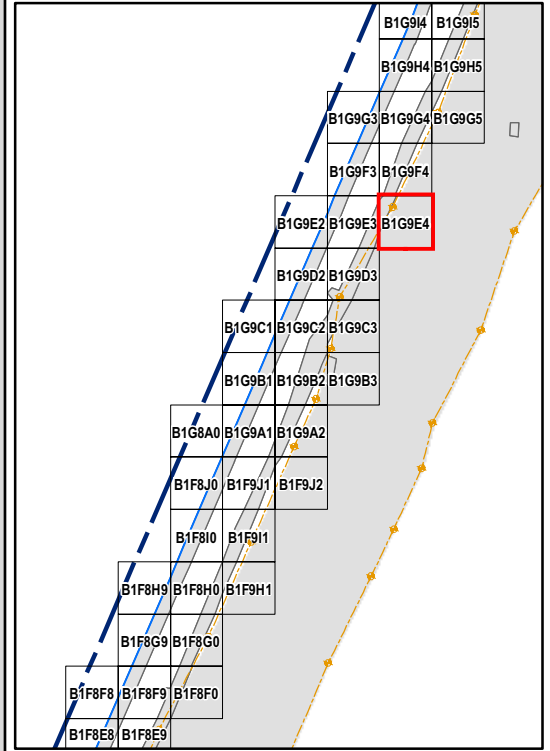 B1G9I4 B1G9I5
B1G9H4 B1G9H5
B1G9G3 B1G9G4 B1G9G5
B1G9F3 B1G9F4
B1G9E2 B1G9E3 B1G9E4
B1G9D2 B1G9D3
B1G9C1 B1G9C2 B1G9C3
B1G9B1 B1G9B2 B1G9B3
B1G8A0 B1G9A1 B1G9A2
B1F8J0 B1F9J1 B1F9J2
B1F8I0 B1F9I1
B1F8H9 B1F8H0 B1F9H1
B1F8G9 B1F8G0
B1F8F8 B1F8F9 B1F8F0
B1F8E8 B1F8E9